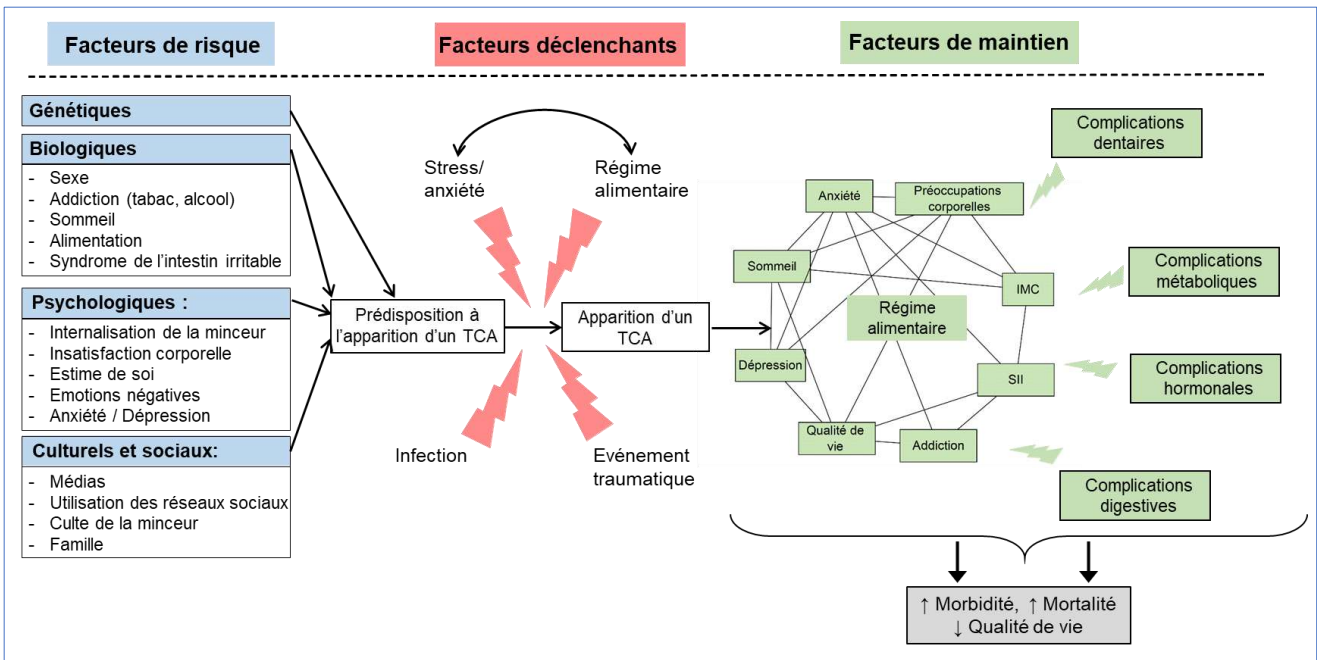 Facteurs de risque
Facteurs déclenchants
Facteurs de maintien
Génétiques
Biologiques
- Sexe
- Addiction (tabac, alcool)
- Sommeil
- Alimentation
- Syndrome de l'intestin irritable
Psychologiques :
- Internalisation de la minceur
- Insatisfaction corporelle
- Estime de soi
- Emotions négatives
- Anxiété / Dépression
Culturels et sociaux:
- Médias
- Utilisation des réseaux sociaux
- Culte de la minceur
- Famille
Prédisposition à
l'apparition d'un TCA
Stress/
anxiété
Régime
alimentaire
Infection
Evénement
traumatique
Apparition d'un
TCA
Anxiété
Préoccupations
corporelles
Sommeil
IMC
Régime
alimentaire
Dépression
SII
Qualité de
vie
Addiction
Complications
dentaires
Complications
métaboliques
Complications
hormonales
Complications
digestives
↑ Morbidité, ↑ Mortalité
↓ Qualité de vie